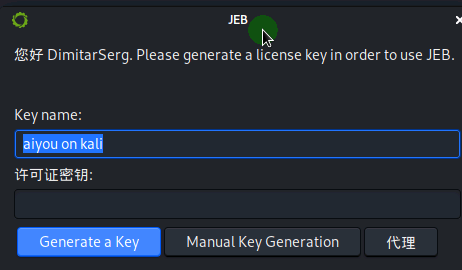 JEB
您好 DimitarSerg. Please generate a license key in order to use JEB.
Key name:
aiyou on kali
许可证密钥:
Generate a Key Manual Key Generation 代理